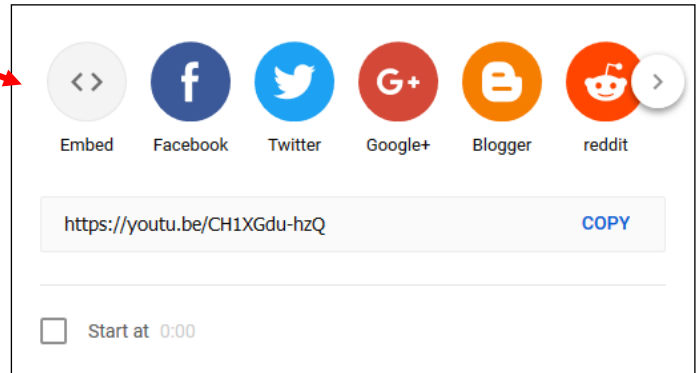 Embed Facebook Twitter Google+ Blogger reddit
https://youtu.be/CH1XGdu-hzQ COPY
Start at 0:00